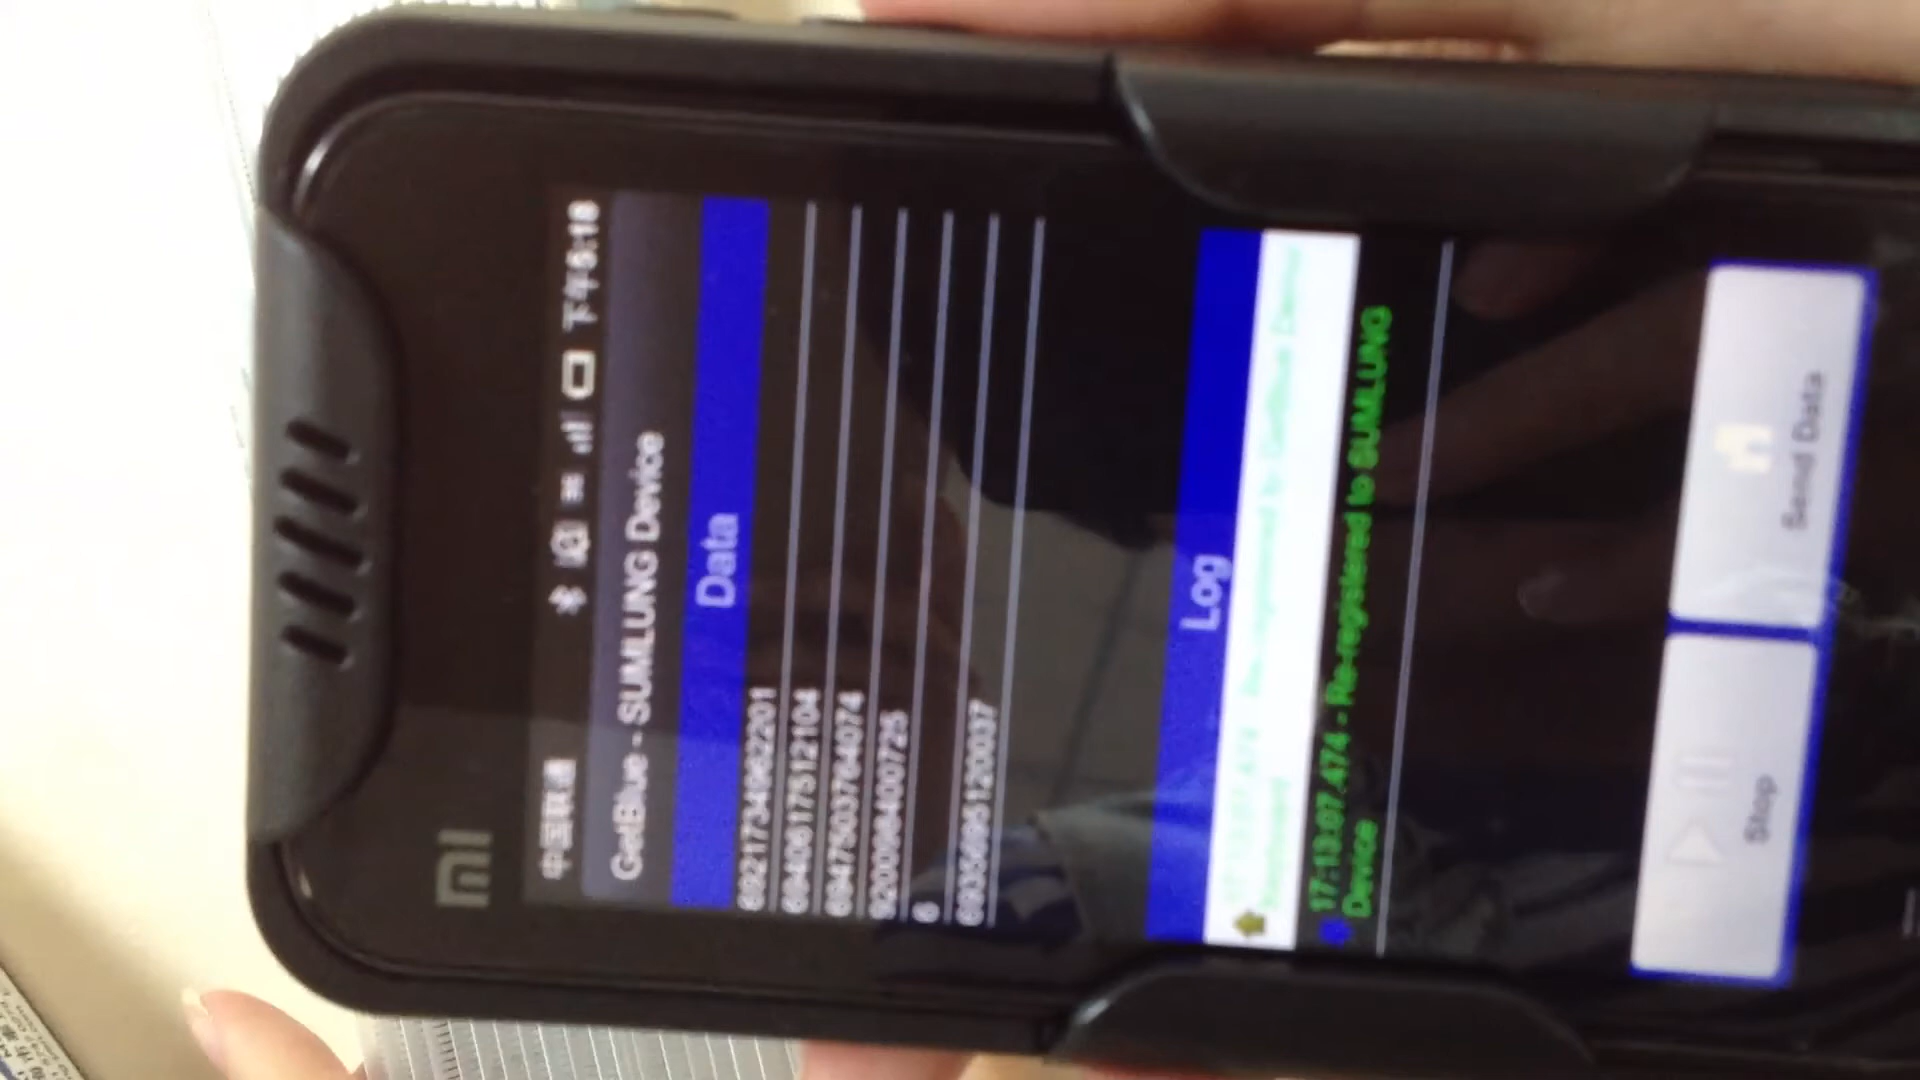 mi
中国联通 下午5:18
GetBlue - SUMLUNG Device
Data
6921734962201
6940617512104
6947503764074
920098400725
6
6935695120037
Log
17:13:07.474 - Re-registered to SUMLUNG
Device
Stop
Send Data